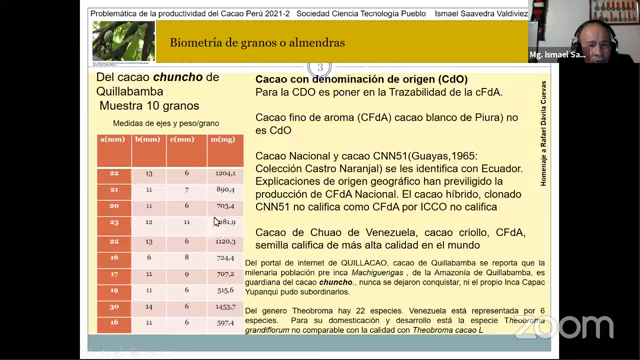 Problemática de la productividad del Cacao Perú 2021-2 Sociedad Ciencia Tecnología Pueblo Ismael Saavedra Valdiviez
Biometría de granos o almendras
3
Mg. Ismael Sa...
Del cacao chuncho de
Quillabamba
Muestra 10 granos
Medidas de ejes y peso/grano
a(mm) b(mm) c(mm) m(mg)
22 13 6 1204,1
21 11 7 890,4
20 11 6 703,4
23 12 11 1281,9
22 13 6 1120,3
16 6 8 724,4
17 11 9 707,2
19 11 6 515,6
30 14 6 1453,7
16 11 6 597,4
Cacao con denominación de origen (CdO)
Para la CDO es poner en la Trazabilidad de la cFdA.
Cacao fino de aroma (CFdA) cacao blanco de Piura) no
es CdO
Cacao Nacional y cacao CNN51(Guayas,1965:
Colección Castro Naranjal) se les identifica con Ecuador.
Explicaciones de origen geográfico han previligido la
producción de CFdA Nacional. El cacao híbrido, clonado
CNN51 no califica como CFdA por ICCO no califica
Cacao de Chuao de Venezuela, cacao criollo, CFdA,
semilla califica de más alta calidad en el mundo
Del portal de internet de QUILLACAO, cacao de Quillabamba se reporta que la
milenaria población pre inca Machiguengas , de la Amazonía de Quillabamba, es
guardiana del cacao chuncho., nunca se dejaron conquistar, ni el propio Inca Capac
Yupanqui pudo subordinarlos.
Del genero Theobroma hay 22 especies. Venezuela está representada por 6
especies. Para su domesticación y desarrollo está la especie Theobroma
grandiflorum no comparable con la calidad con Theobroma cacao L
Homenaje a Rafael Dávila Cuevas
zoom